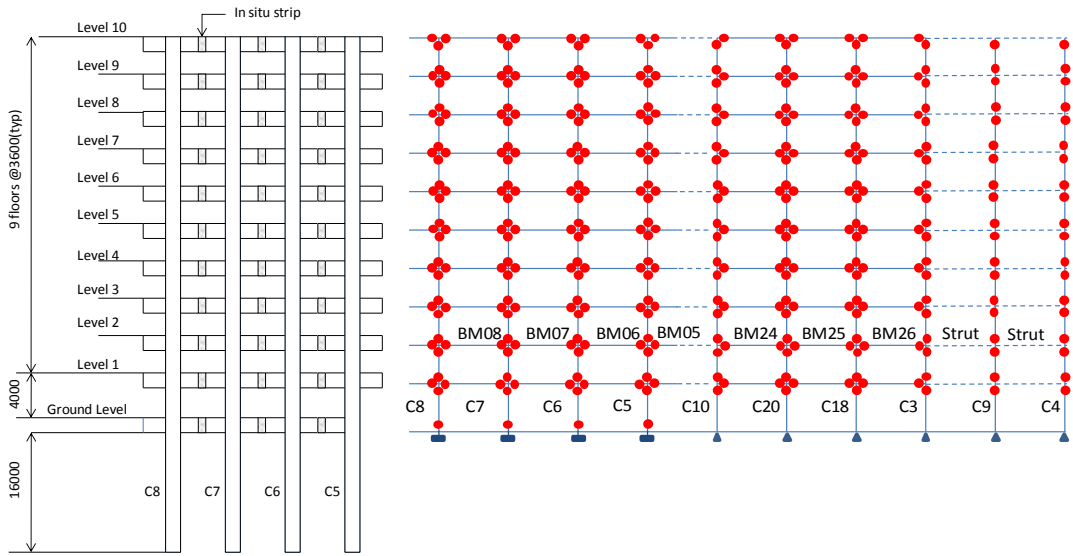 In situ strip
Level 10
Level 9
Level 8
Level 7
Level 6
Level 5
Level 4
Level 3
Level 2
Level 1
Ground Level
9 floors @3600(typ)
4000
16000
C8
C7
C6
C5
BM08
BM07
BM06
BM05
BM24
BM25
BM26
Strut
Strut
C8
C7
C6
C5
C10
C20
C18
C3
C9
C4